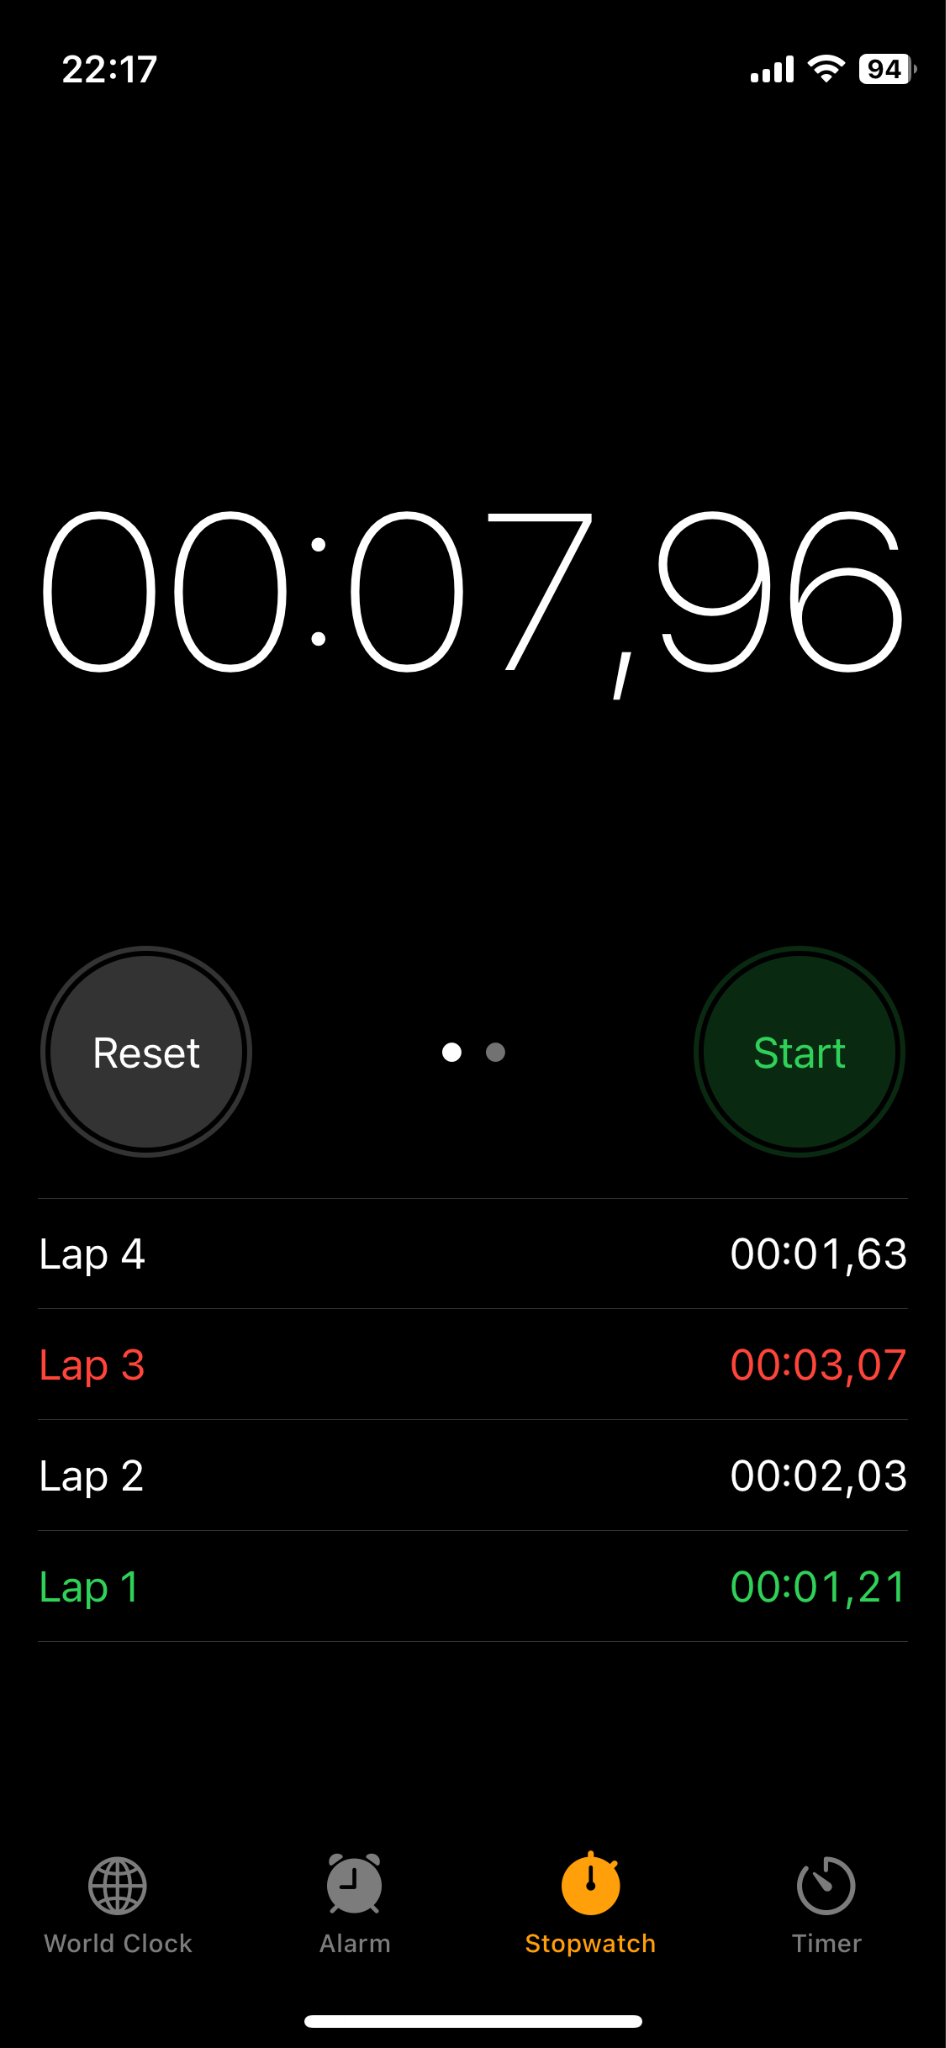 22:17 94
00:07,96
Reset Start
Lap 4 00:01,63
Lap 3 00:03,07
Lap 2 00:02,03
Lap 1 00:01,21
World Clock Alarm Stopwatch Timer